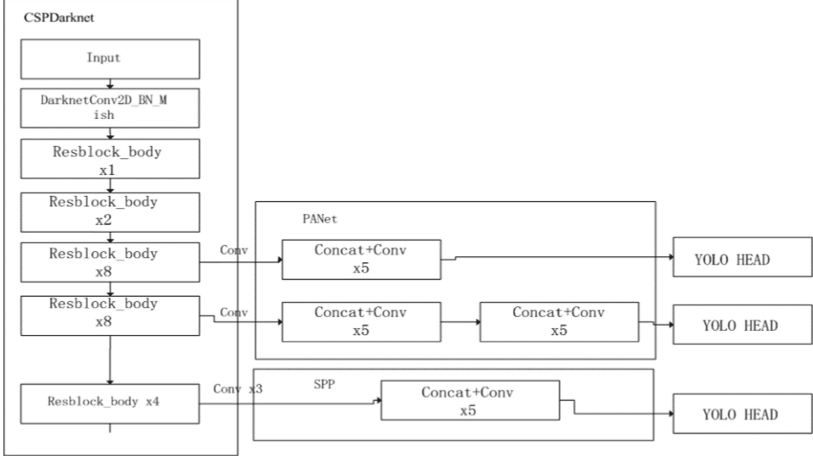 CSPDarknet
Input
DarknetConv2D_BN_M
ish
Resblock_body
x1
Resblock_body
x2
Resblock_body
x8
Resblock_body
x8
Resblock_body x4
Conv
Conv
Conv x3
PANet
Concat+Conv
x5
YOLO HEAD
Concat+Conv
x5
Concat+Conv
x5
YOLO HEAD
SPP
Concat+Conv
x5
YOLO HEAD